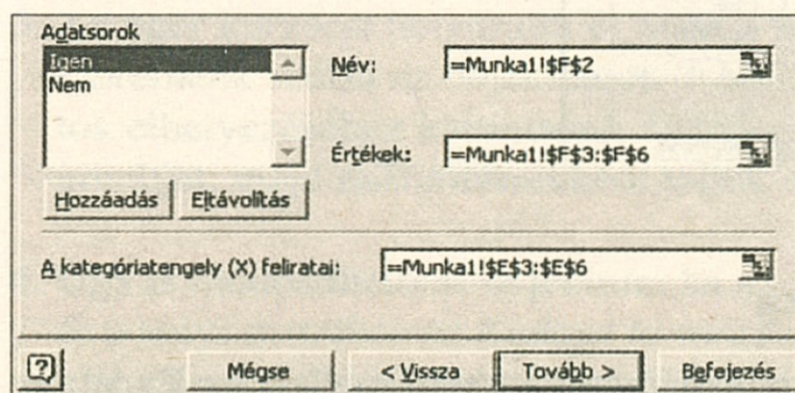 Adatsorok
Igen
Nem
Név:
=Munka1!$F$2
Értékek:
=Munka1!$F$3:$F$6
Hozzáadás
Eltávolítás
A kategóriatengely (X) feliratai:
=Munka1!$E$3:$E$6
Mégse
< Vissza
Tovább >
Befejezés